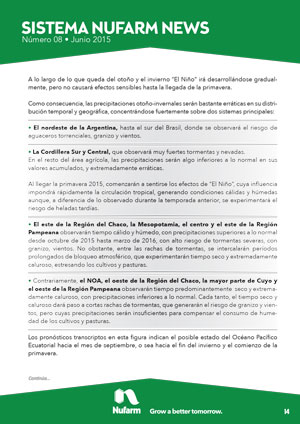 SISTEMA NUFARM NEWS
Número 08 • Junio 2015
A lo largo de lo que queda del otoño y el invierno "El Niño" irá desarrollándose gradual-
mente, pero no causará efectos sensibles hasta la llegada de la primavera.
Como consecuencia, las precipitaciones otoño-invernales serán bastante erráticas en su distri-
bución temporal y geográfica, concentrándose fuertemente sobre dos sistemas principales:
• El nordeste de la Argentina, hasta el sur del Brasil, donde se observará el riesgo de
aguaceros torrenciales, granizo y vientos.
• La Cordillera Sur y Central, que observará muy fuertes tormentas y nevadas.
En el resto del área agrícola, las precipitaciones serán algo inferiores a lo normal en sus
valores acumulados, y extremadamente erráticas.
Al llegar la primavera 2015, comenzarán a sentirse los efectos de "El Niño", cuya influencia
impondrá rápidamente la circulación tropical, generando condiciones cálidas y húmedas
aunque, a diferencia de lo observado durante la temporada anterior, se experimentará el
riesgo de heladas tardías.
• El este de la Región del Chaco, la Mesopotamia, el centro y el este de la Región
Pampeana observarán tiempo cálido y húmedo, con precipitaciones superiores a lo normal
desde octubre de 2015 hasta marzo de 2016, con alto riesgo de tormentas severas, con
granizo, vientos. No obstante, entre las rachas de tormentas, se intercalarán períodos
prolongados de bloqueo atmosférico, que experimentarán tiempo seco y extremadamente
caluroso, estresando los cultivos y pasturas.
• Contrariamente, el NOA, el oeste de la Región del Chaco, la mayor parte de Cuyo y
el oeste de la Región Pampeana observarán tiempo predominantemente seco y extrema-
damente caluroso, con precipitaciones inferiores a lo normal. Cada tanto, el tiempo seco y
caluroso dará paso a cortas rachas de tormentas, que generarán el riesgo de granizo y vien-
tos, pero cuyas precipitaciones serán insuficientes para compensar el consumo de hume-
dad de los cultivos y pasturas.
Los pronósticos transcriptos en esta figura indican el posible estado del Océano Pacífico
Ecuatorial hacia el mes de septiembre, o sea hacia el fin del invierno y el comienzo de la
primavera.
Continúa...
Nufarm
Grow a better tomorrow.
14